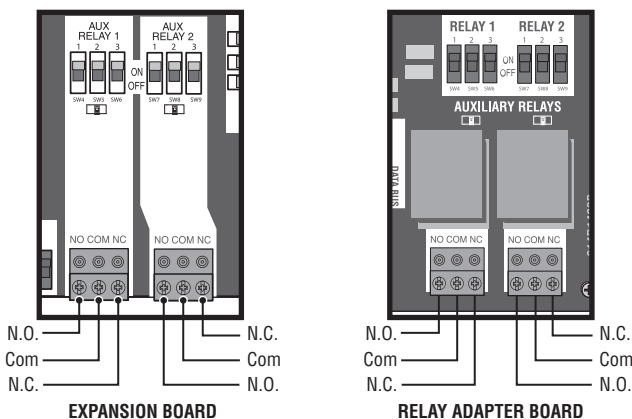 AUX
RELAY 1
AUX
RELAY 2
1 2 3
1 2 3
ON
OFF
SW4 SW5 SW6
SW7 SW8 SW9
NO COM NC
NO COM NC
N.O.
Com
N.C.
N.C.
Com
N.O.
EXPANSION BOARD
RELAY 1
RELAY 2
1 2 3
1 2 3
ON
OFF
SW4 SW5 SW6
SW7 SW8 SW9
AUXILIARY RELAYS
DATA BUS
NO COM NC
NO COM NC
N.O.
Com
N.C.
N.C.
Com
N.O.
RELAY ADAPTER BOARD